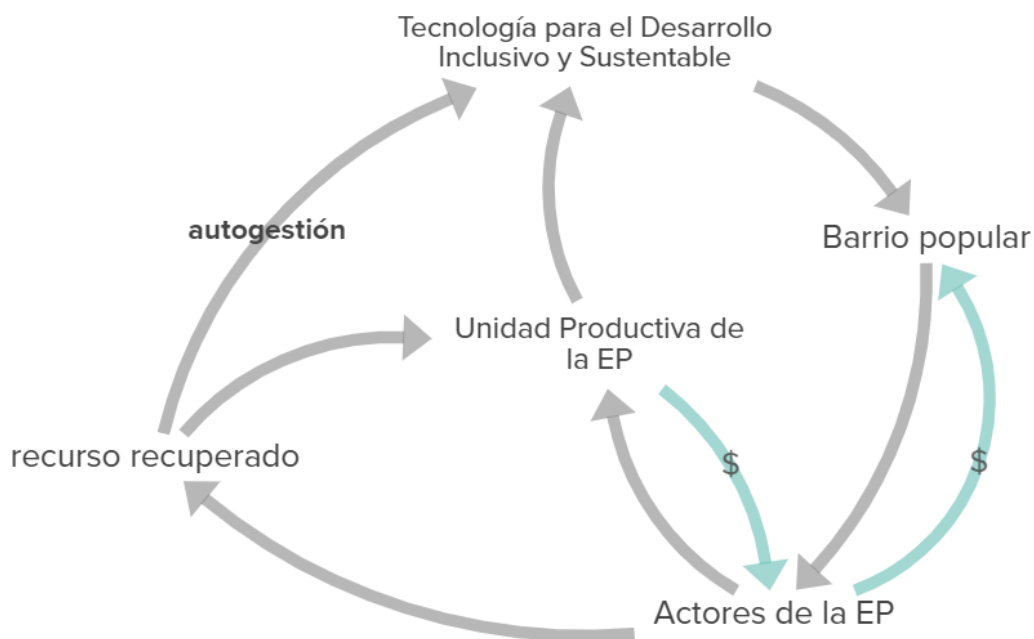 Tecnología para el Desarrollo
Inclusivo y Sustentable
autogestión
Barrio popular
Unidad Productiva de
la EP
recurso recuperado
$
$
Actores de la EP